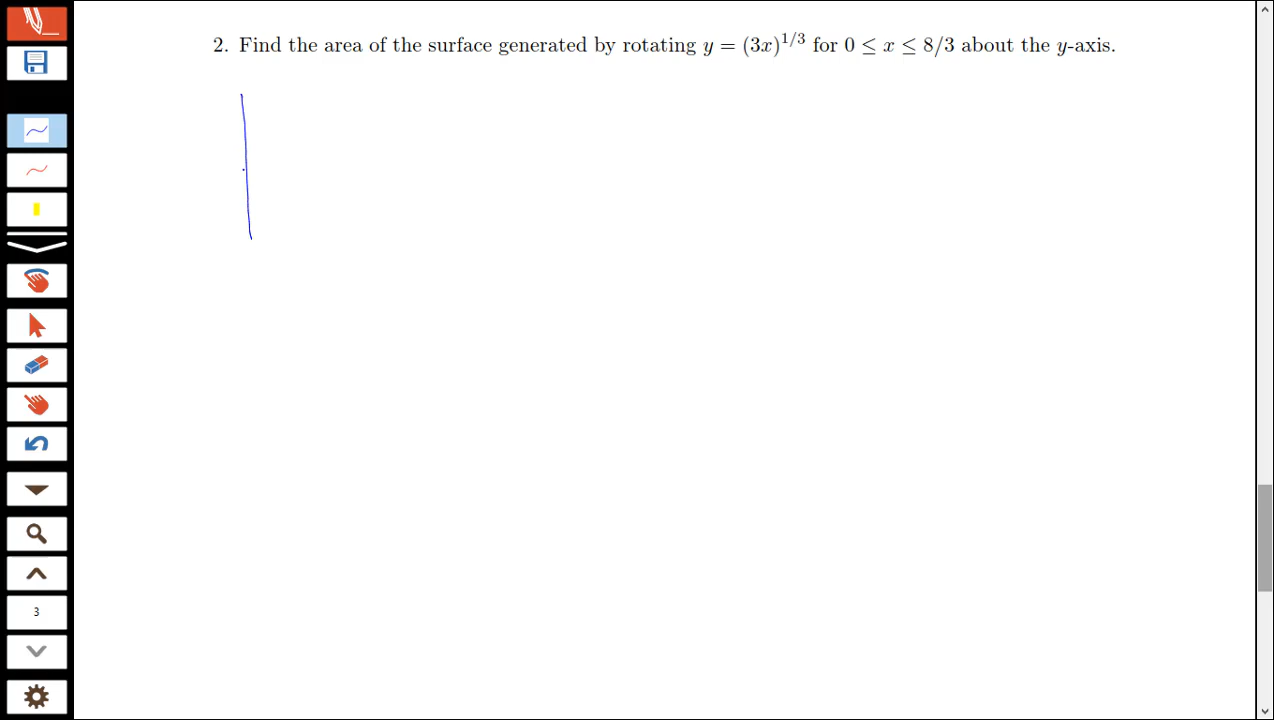 2. Find the area of the surface generated by rotating y = (3x)^{1/3} for 0 ≤ x ≤ 8/3 about the y-axis.
3